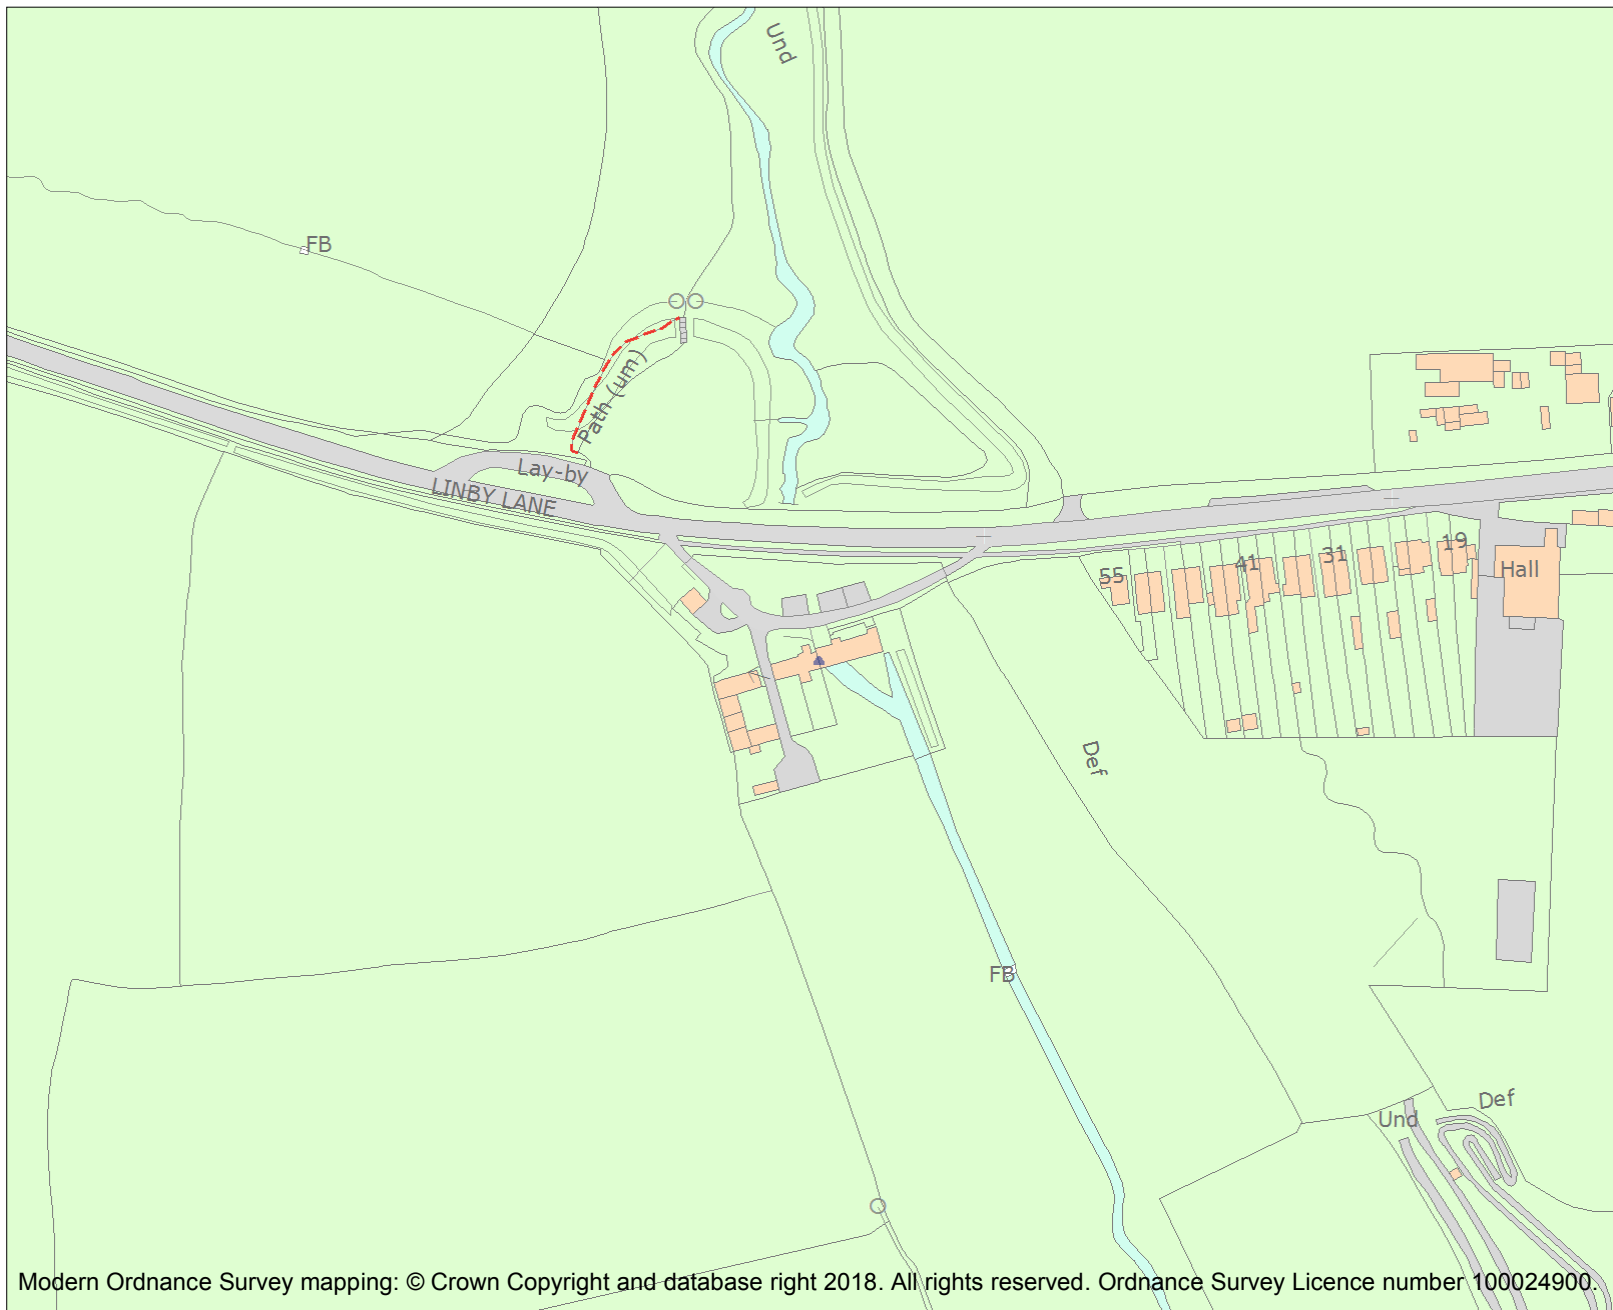 Und
FB
Path (um)
Lay-by
LINBY LANE
55
41
31
19
Hall
Def
FB
Def
Und
Modern Ordnance Survey mapping: © Crown Copyright and database right 2018. All rights reserved. Ordnance Survey Licence number 100024900.